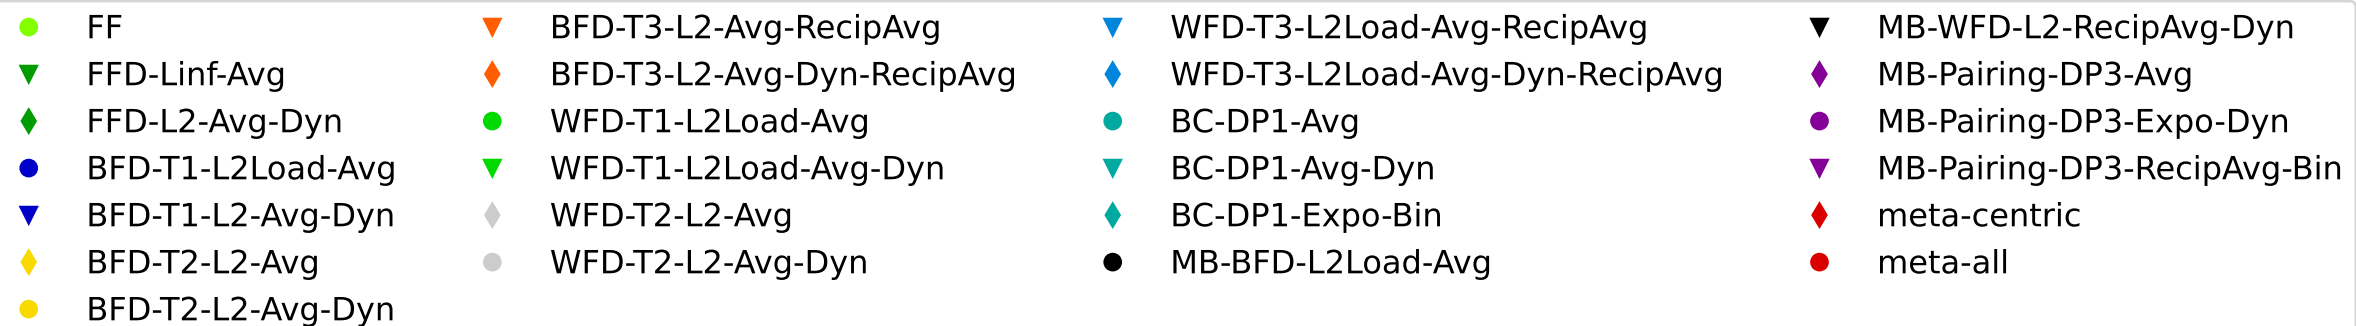 FF
FFD-Linf-Avg
FFD-L2-Avg-Dyn
BFD-T1-L2Load-Avg
BFD-T1-L2-Avg-Dyn
BFD-T2-L2-Avg
BFD-T2-L2-Avg-Dyn
BFD-T3-L2-Avg-RecipAvg
BFD-T3-L2-Avg-Dyn-RecipAvg
WFD-T1-L2Load-Avg
WFD-T1-L2Load-Avg-Dyn
WFD-T2-L2-Avg
WFD-T2-L2-Avg-Dyn
WFD-T3-L2Load-Avg-RecipAvg
WFD-T3-L2Load-Avg-Dyn-RecipAvg
BC-DP1-Avg
BC-DP1-Avg-Dyn
BC-DP1-Expo-Bin
MB-BFD-L2Load-Avg
MB-WFD-L2-RecipAvg-Dyn
MB-Pairing-DP3-Avg
MB-Pairing-DP3-Expo-Dyn
MB-Pairing-DP3-RecipAvg-Bin
meta-centric
meta-all